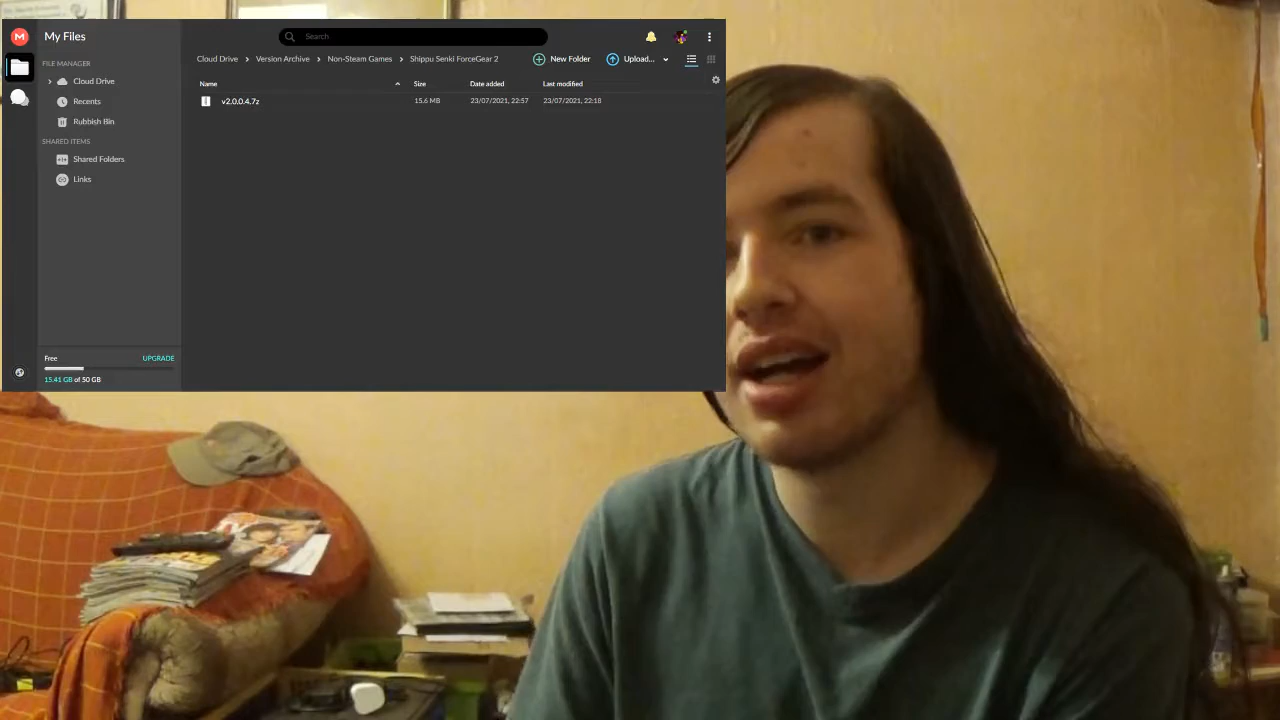 My Files
Search
FILE MANAGER
Cloud Drive
Recents
Rubbish Bin
SHARED ITEMS
Shared Folders
Links
Free
UPGRADE
15.41 GB of 50 GB
Cloud Drive > Version Archive > Non-Steam Games > Shippu Senki ForceGear 2
New Folder
Upload...
Name Size Date added Last modified
v2.0.0.4.7z 15.6 MB 23/07/2021, 22:57 23/07/2021, 22:18